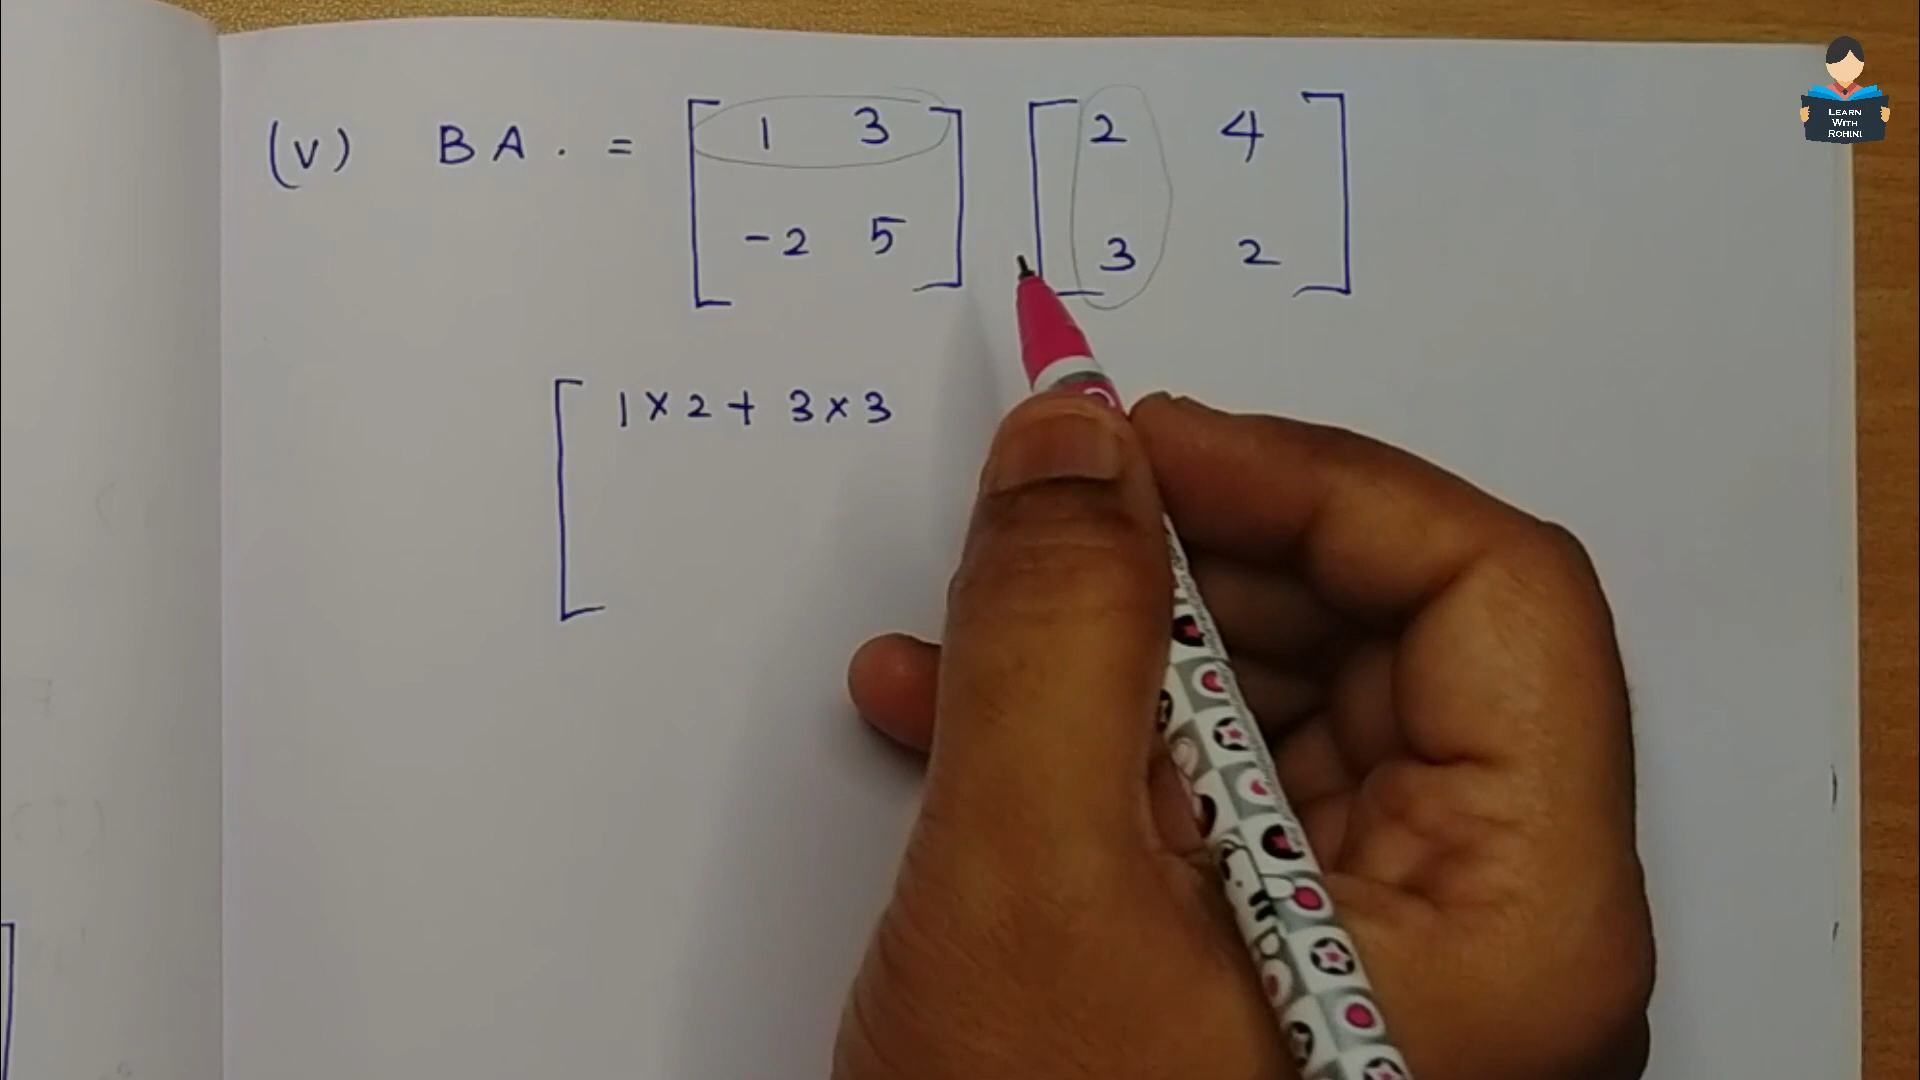 LEARN
WITH
ROHINI
(v) BA. = [ 1 3 ] [ 2 4 ]
[ -2 5 ] [ 3 2 ]
[ 1 × 2 + 3 × 3